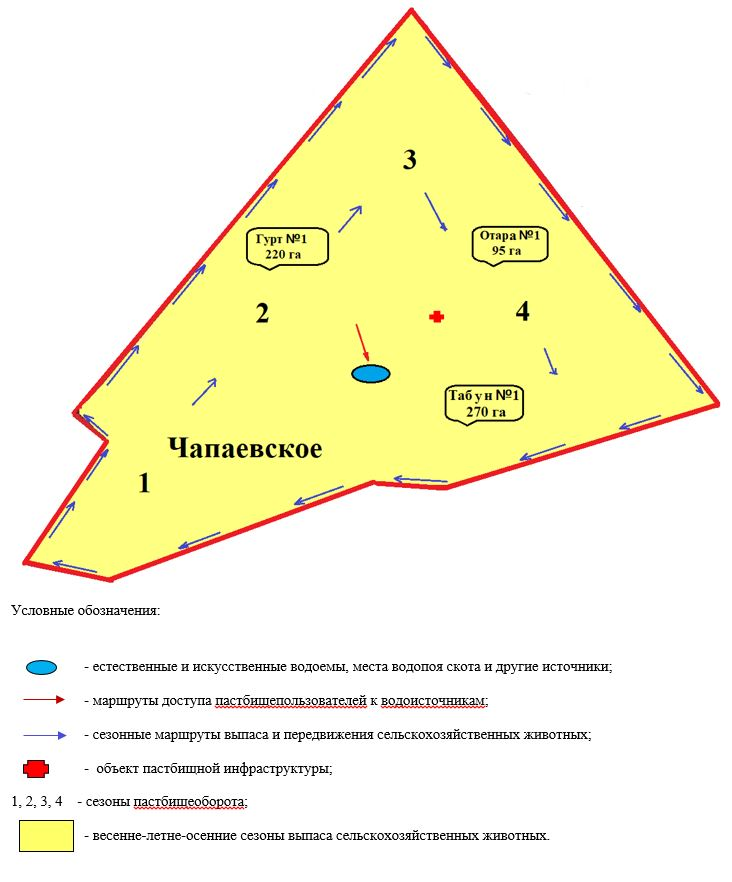 3
Гурт №1
220 га
Отара №1
95 га
2
4
Табун №1
270 га
Чапаевское
1
Условные обозначения:
- естественные и искусственные водоемы, места водопоя скота и другие источники;
- маршруты доступа пастбищепользователей к водоисточникам;
- сезонные маршруты выпаса и передвижения сельскохозяйственных животных;
- объект пастбищной инфраструктуры;
1, 2, 3, 4 - сезоны пастбищеоборота;
- весенне-летне-осенние сезоны выпаса сельскохозяйственных животных.